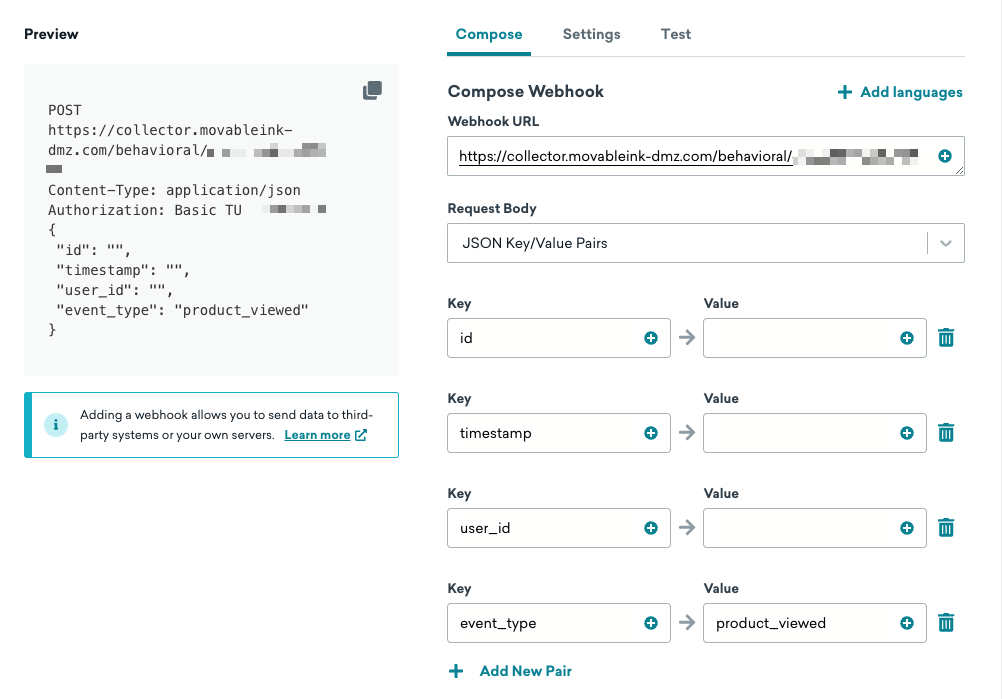 Preview
POST
https://collector.movableink-
dmz.com/behavioral/
Content-Type: application/json
Authorization: Basic TU
{
"id": "",
"timestamp": "",
"user_id": "",
"event_type": "product_viewed"
}
Adding a webhook allows you to send data to third-
party systems or your own servers. Learn more
Compose Settings Test
Compose Webhook
Add languages
Webhook URL
https://collector.movableink-dmz.com/behavioral/
Request Body
JSON Key/Value Pairs
Key Value
id
Key Value
timestamp
Key Value
user_id
Key Value
event_type product_viewed
Add New Pair